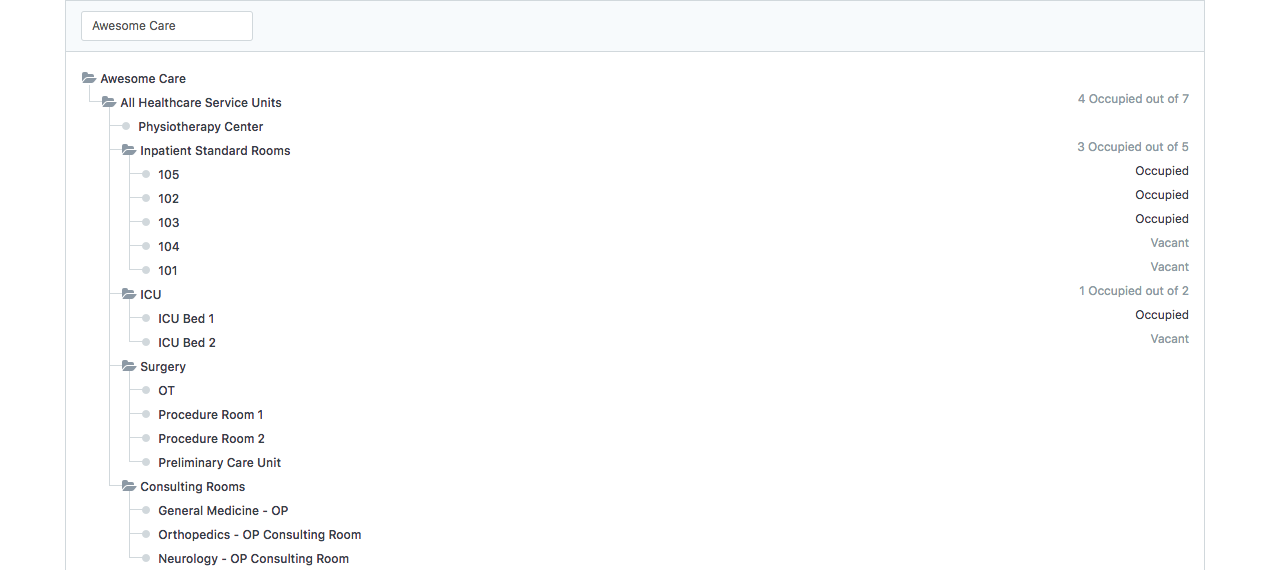 Awesome Care
Awesome Care
All Healthcare Service Units 4 Occupied out of 7
Physiotherapy Center
Inpatient Standard Rooms 3 Occupied out of 5
105 Occupied
102 Occupied
103 Occupied
104 Vacant
101 Vacant
ICU 1 Occupied out of 2
ICU Bed 1 Occupied
ICU Bed 2 Vacant
Surgery
OT
Procedure Room 1
Procedure Room 2
Preliminary Care Unit
Consulting Rooms
General Medicine - OP
Orthopedics - OP Consulting Room
Neurology - OP Consulting Room